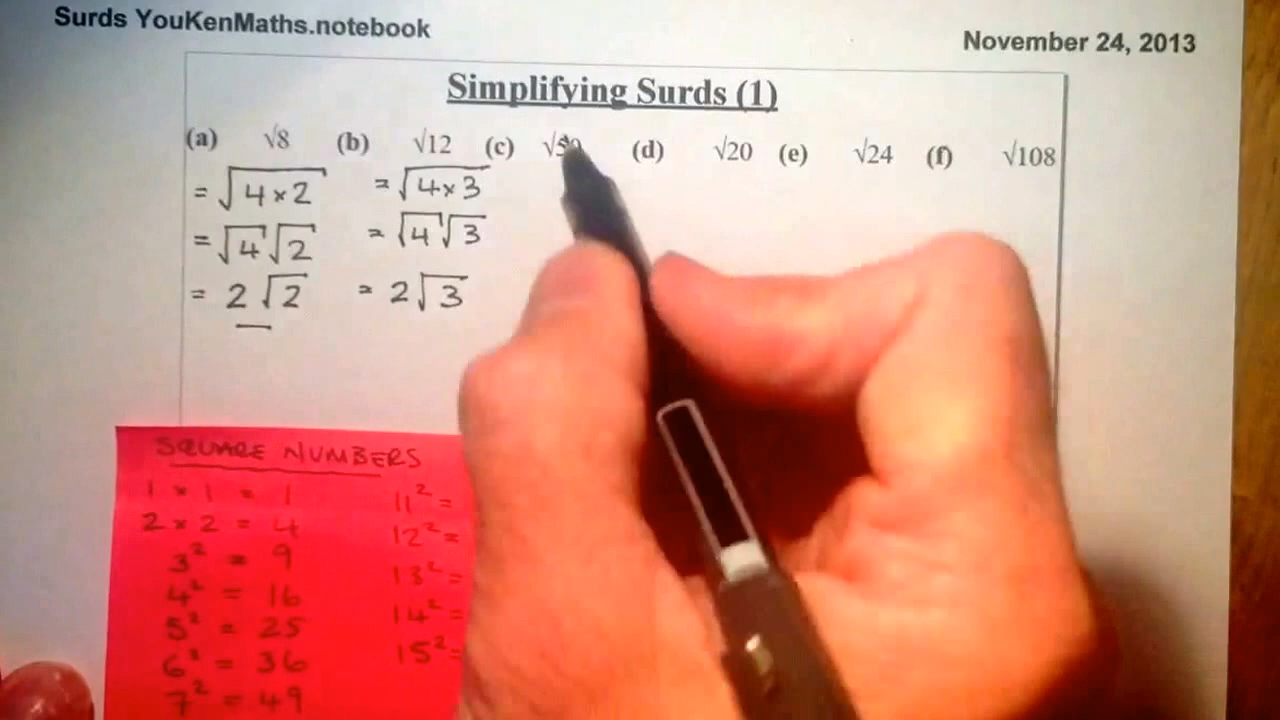 Surds YouKenMaths.notebook
November 24, 2013
Simplifying Surds (1)
(a) √8 (b) √12 (c) (d) √20 (e) √24 (f) √108
= √4×2 = √4×3
= √4 √2 = √4 √3
= 2√2 = 2√3
SQUARE NUMBERS
1 × 1 = 1 11² =
2 × 2 = 4 12² =
3² = 9 13² =
4² = 16 14² =
5² = 25 15² =
6² = 36
7² = 49